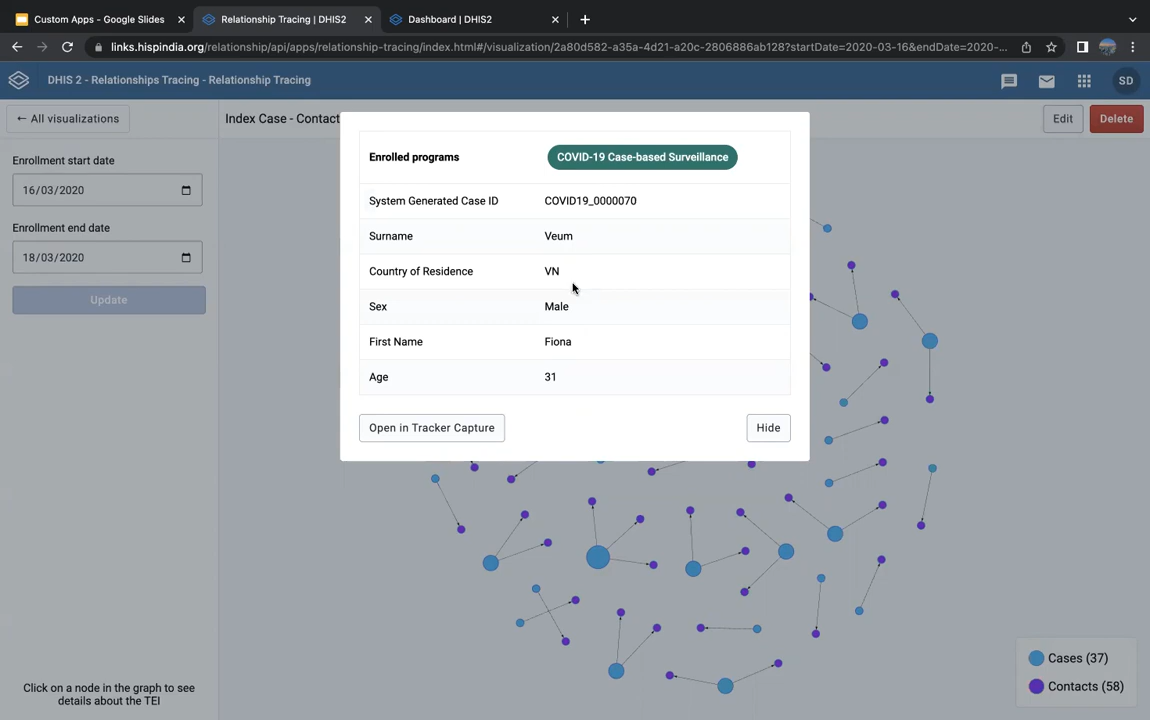 Custom Apps - Google Slides
Relationship Tracing | DHIS2
Dashboard | DHIS2
links.hispindia.org/relationship/api/apps/relationship-tracing/index.html#/visualization/2a80d582-a35a-4d21-a20c-2806886ab128?startDate=2020-03-16&endDate=2020-...
DHIS 2 - Relationships Tracing - Relationship Tracing
SD
← All visualizations
Index Case - Contact
Edit
Delete
Enrollment start date
16/03/2020
Enrollment end date
18/03/2020
Update
Enrolled programs COVID-19 Case-based Surveillance
System Generated Case ID COVID19_0000070
Surname Veum
Country of Residence VN
Sex Male
First Name Fiona
Age 31
Open in Tracker Capture
Hide
Cases (37)
Contacts (58)
Click on a node in the graph to see
details about the TEI